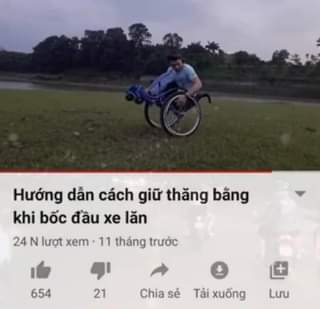 Hướng dẫn cách giữ thăng bằng
khi bốc đầu xe lăn
24 N lượt xem · 11 tháng trước
654 21 Chia sẻ Tải xuống Lưu